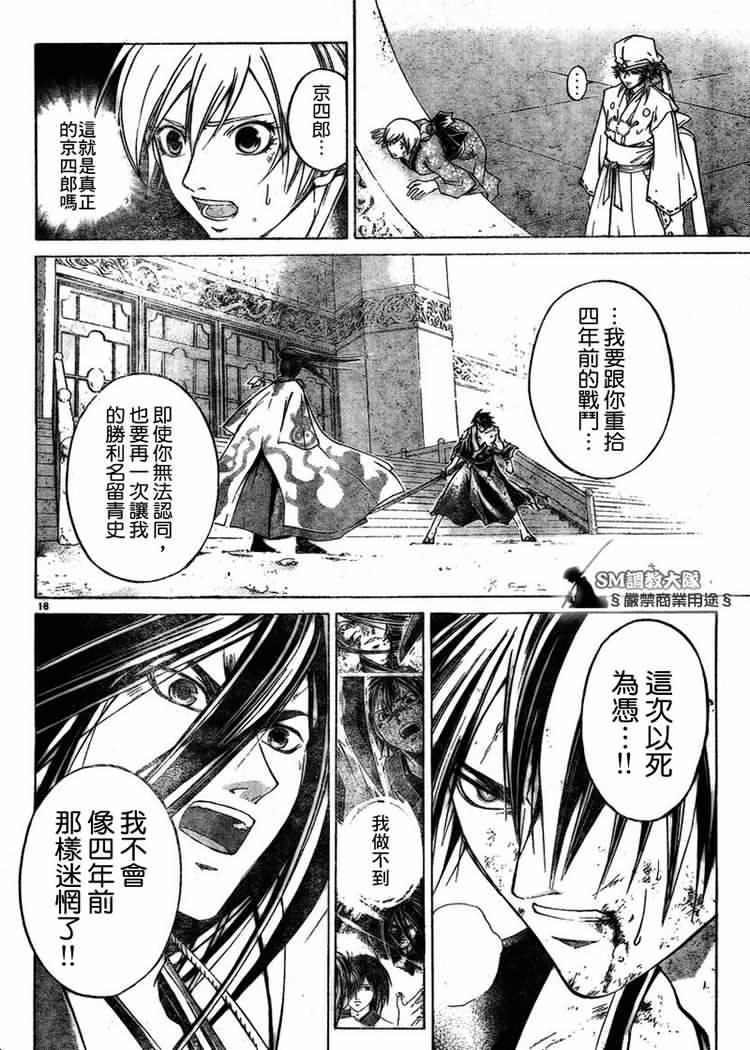 …
京四郎…
這就是真正
的京四郎嗎
…我要跟你重拾
四年前的戰鬥…
即使你無法認同，
也要再一次讓我
的勝利名留青史
SM調教大隊
§嚴禁商業用途§
18
這次以死
為憑…!!
我做不到
我不會
像四年前
那樣迷惘了!!